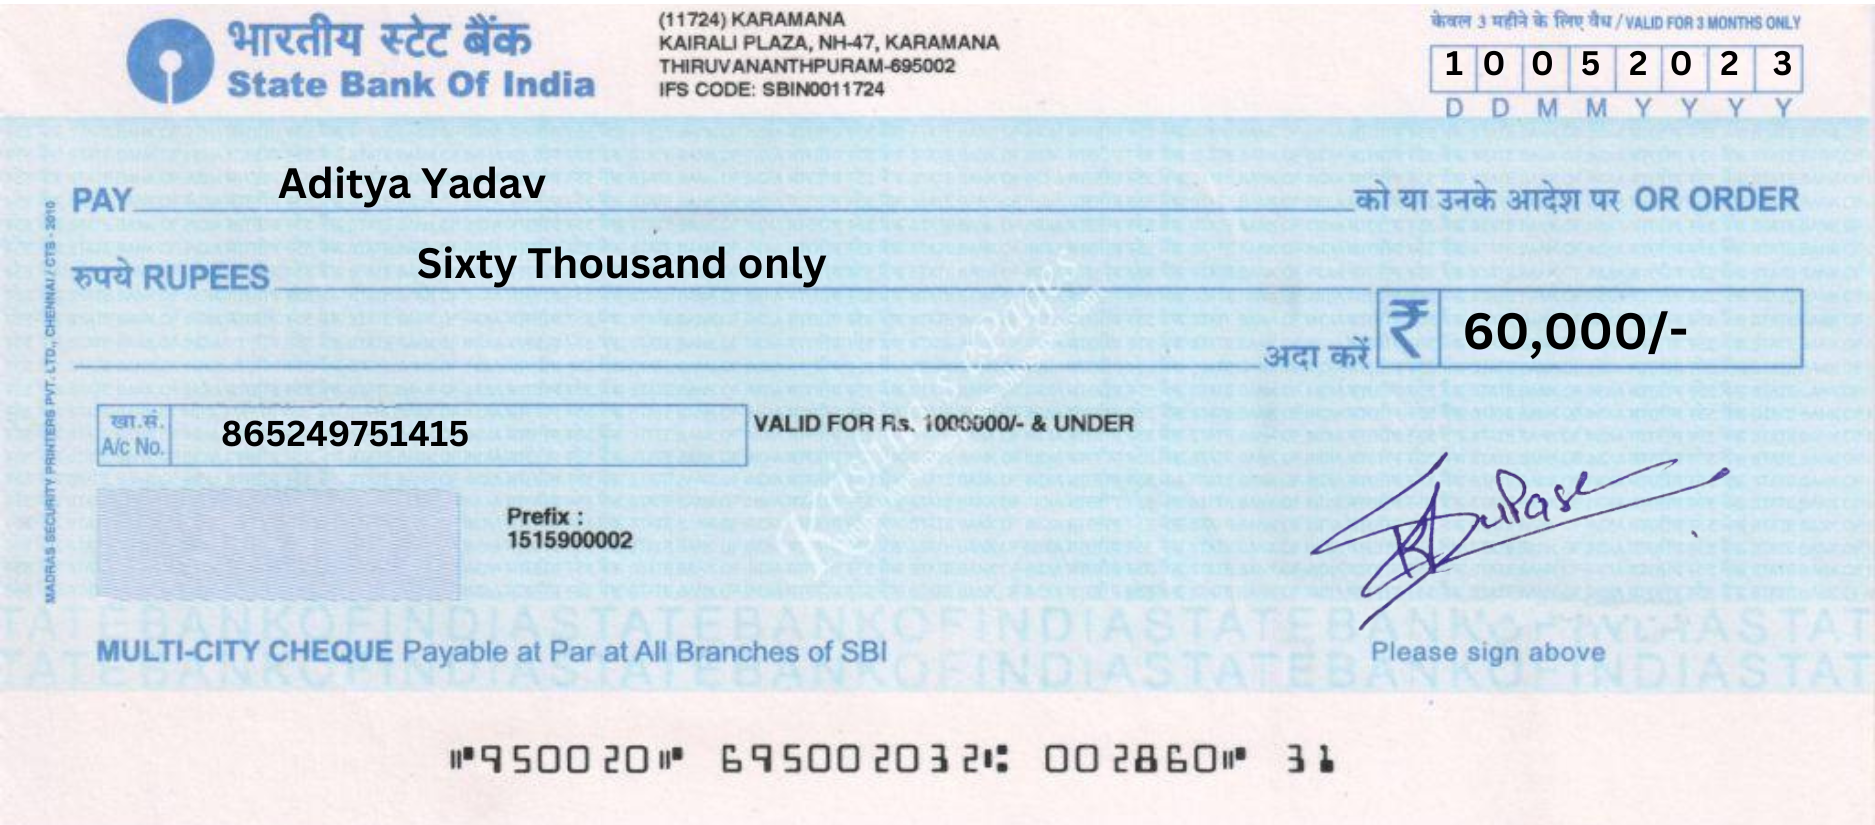 भारतीय स्टेट बैंक
State Bank Of India
(11724) KARAMANA
KAIRALI PLAZA, NH-47, KARAMANA
THIRUVANANTHPURAM-695002
IFS CODE: SBIN0011724
केवल 3 महीने के लिए वैध / VALID FOR 3 MONTHS ONLY
1 0 0 5 2 0 2 3
D D M M Y Y Y Y
PAY Aditya Yadav को या उनके आदेश पर OR ORDER
रुपये RUPEES Sixty Thousand only
अदा करें ₹ 60,000/-
खा.सं.
A/c No. 865249751415
VALID FOR Rs. 1000000/- & UNDER
Prefix :
1515900002
MADRAS SECURITY PRINTERS PVT. LTD., CHENNAI / CTS - 2010
TATEBANKOFINDIASTATEBANKOFINDIASTATEBANKOFINDIASTAT
MULTI-CITY CHEQUE Payable at Par at All Branches of SBI
Please sign above
TATEBANKOFINDIASTATEBANKOFINDIASTATEBANKOFINDIASTAT
⑈950020⑈ 695002032⑆ 002860⑈ 31